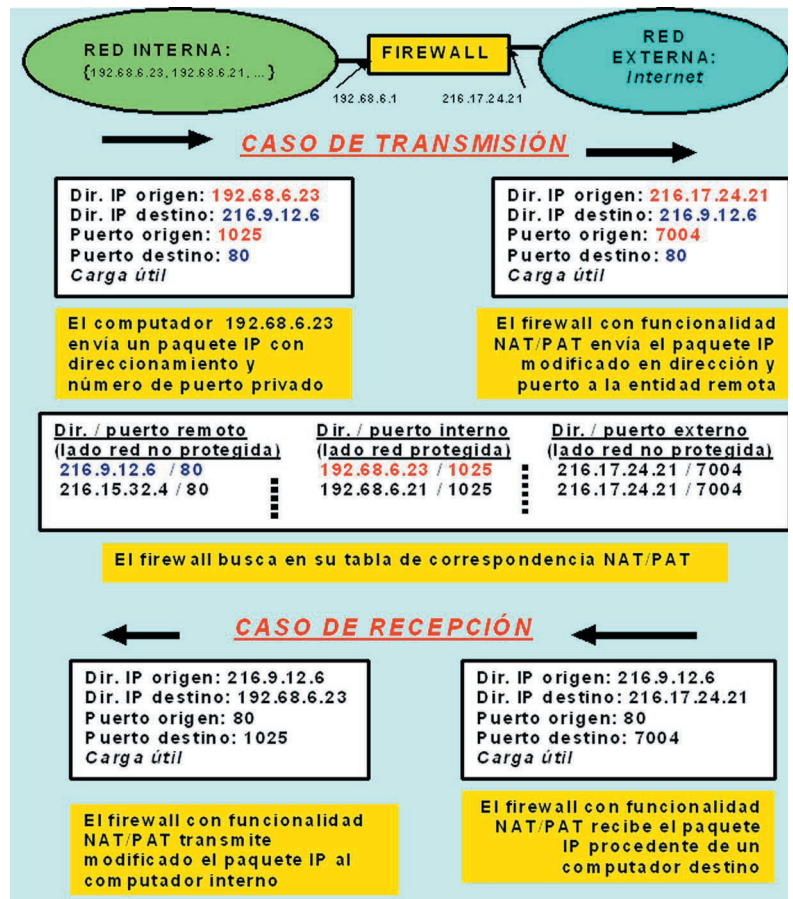 RED INTERNA:
{192.68.6.23, 192.68.6.21, ...}
FIREWALL
RED
EXTERNA:
Internet
192.68.6.1
216.17.24.21
CASO DE TRANSMISIÓN
Dir. IP origen: 192.68.6.23
Dir. IP destino: 216.9.12.6
Puerto origen: 1025
Puerto destino: 80
Carga útil
Dir. IP origen: 216.17.24.21
Dir. IP destino: 216.9.12.6
Puerto origen: 7004
Puerto destino: 80
Carga útil
El computador 192.68.6.23
envía un paquete IP con
direccionamiento y
número de puerto privado
El firewall con funcionalidad
NAT/PAT envía el paquete IP
modificado en dirección y
puerto a la entidad remota
Dir. / puerto remoto
(lado red no protegida)
216.9.12.6 / 80
216.15.32.4 / 80
Dir. / puerto interno
(lado red protegida)
192.68.6.23 / 1025
192.68.6.21 / 1025
Dir. / puerto externo
(lado red no protegida)
216.17.24.21 / 7004
216.17.24.21 / 7004
El firewall busca en su tabla de correspondencia NAT/PAT
CASO DE RECEPCIÓN
Dir. IP origen: 216.9.12.6
Dir. IP destino: 192.68.6.23
Puerto origen: 80
Puerto destino: 1025
Carga útil
Dir. IP origen: 216.9.12.6
Dir. IP destino: 216.17.24.21
Puerto origen: 80
Puerto destino: 7004
Carga útil
El firewall con funcionalidad
NAT/PAT transmite
modificado el paquete IP al
computador interno
El firewall con funcionalidad
NAT/PAT recibe el paquete
IP procedente de un
computador destino